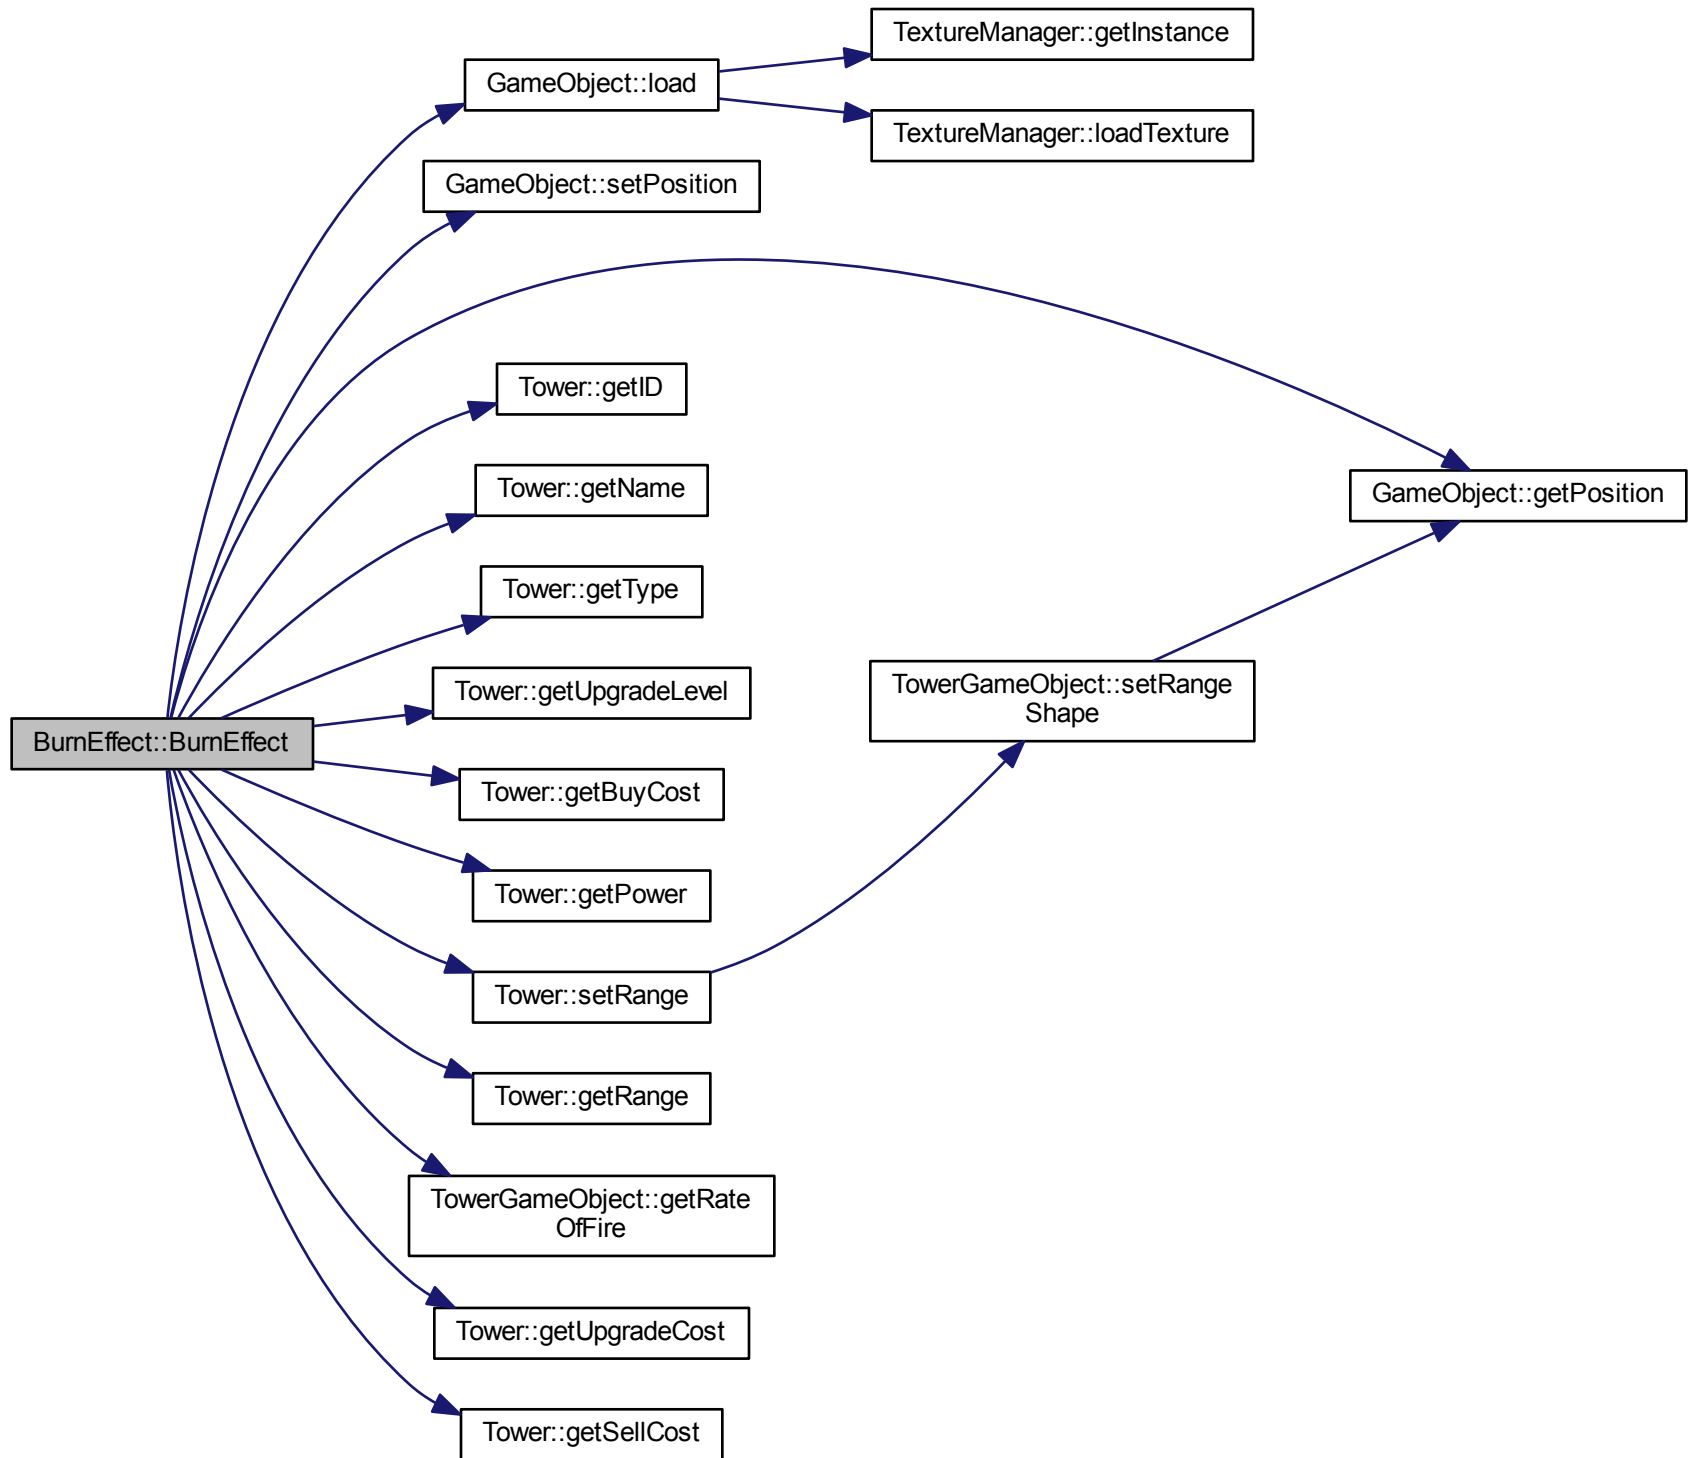 TextureManager::getInstance
GameObject::load
TextureManager::loadTexture
GameObject::setPosition
Tower::getID
Tower::getName
GameObject::getPosition
Tower::getType
Tower::getUpgradeLevel
TowerGameObject::setRange
Shape
BurnEffect::BurnEffect
Tower::getBuyCost
Tower::getPower
Tower::setRange
Tower::getRange
TowerGameObject::getRate
OfFire
Tower::getUpgradeCost
Tower::getSellCost